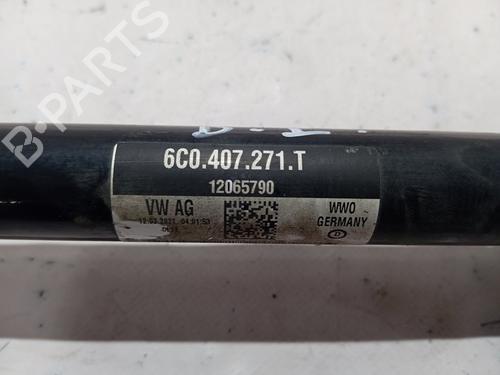 B-PARTS
6C0.407.271.T
12065790
VW AG
WWO
GERMANY
D